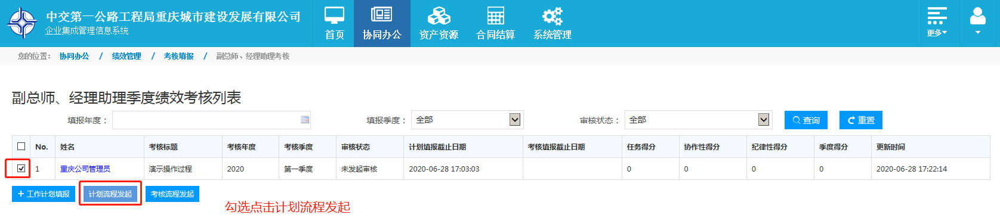 中交第一公路工程局重庆城市建设发展有限公司
企业集成管理信息系统
首页
协同办公
资产资源
合同结算
系统管理
更多
您的位置： 协同办公 / 绩效管理 / 考核填报 / 副总师、经理助理考核
副总师、经理助理季度绩效考核列表
填报年度： 填报季度： 全部 审核状态： 全部 查询 重置
No. 姓名 考核标题 考核年度 考核季度 审核状态 计划填报截止日期 考核填报截止日期 任务得分 协作性得分 纪律性得分 季度得分 更新时间
1 重庆公司管理员 演示操作过程 2020 第一季度 未发起审核 2020-06-28 17:03:03 0 0 0 0 2020-06-28 17:22:14
+ 工作计划填报 计划流程发起 考核流程发起
勾选点击计划流程发起